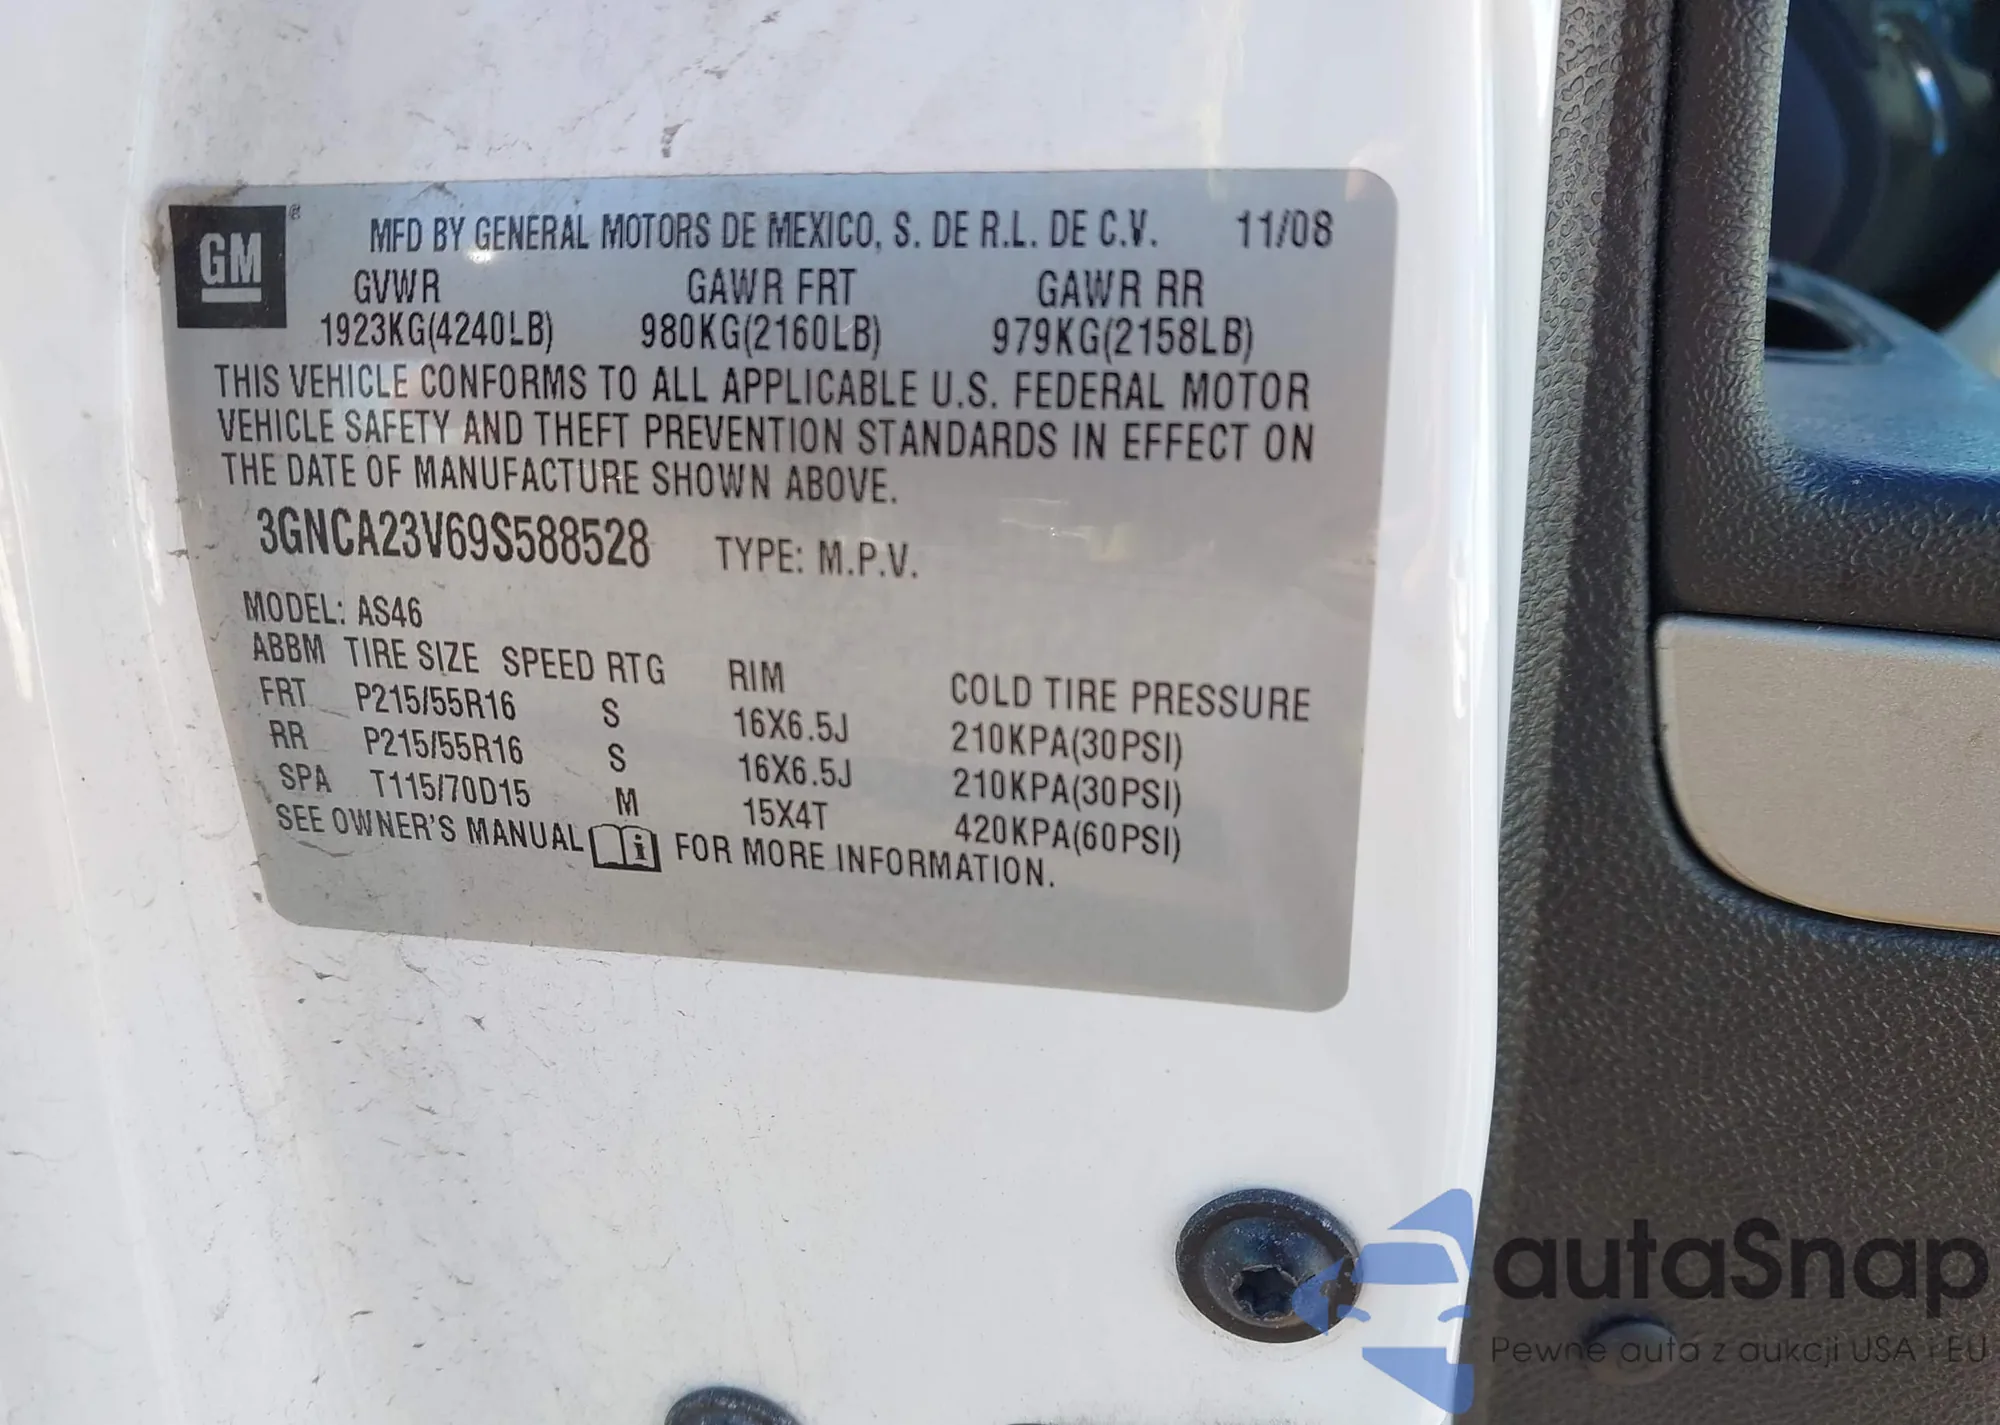 GM®
MFD BY GENERAL MOTORS DE MEXICO, S. DE R.L. DE C.V. 11/08
GVWR GAWR FRT GAWR RR
1923KG(4240LB) 980KG(2160LB) 979KG(2158LB)
THIS VEHICLE CONFORMS TO ALL APPLICABLE U.S. FEDERAL MOTOR
VEHICLE SAFETY AND THEFT PREVENTION STANDARDS IN EFFECT ON
THE DATE OF MANUFACTURE SHOWN ABOVE.
3GNCA23V69S588528 TYPE: M.P.V.
MODEL: AS46
ABBM TIRE SIZE SPEED RTG RIM COLD TIRE PRESSURE
FRT P215/55R16 S 16X6.5J 210KPA(30PSI)
RR P215/55R16 S 16X6.5J 210KPA(30PSI)
SPA T115/70D15 M 15X4T 420KPA(60PSI)
SEE OWNER'S MANUAL i FOR MORE INFORMATION.
autaSnap
Pewne auta z aukcji USA i EU